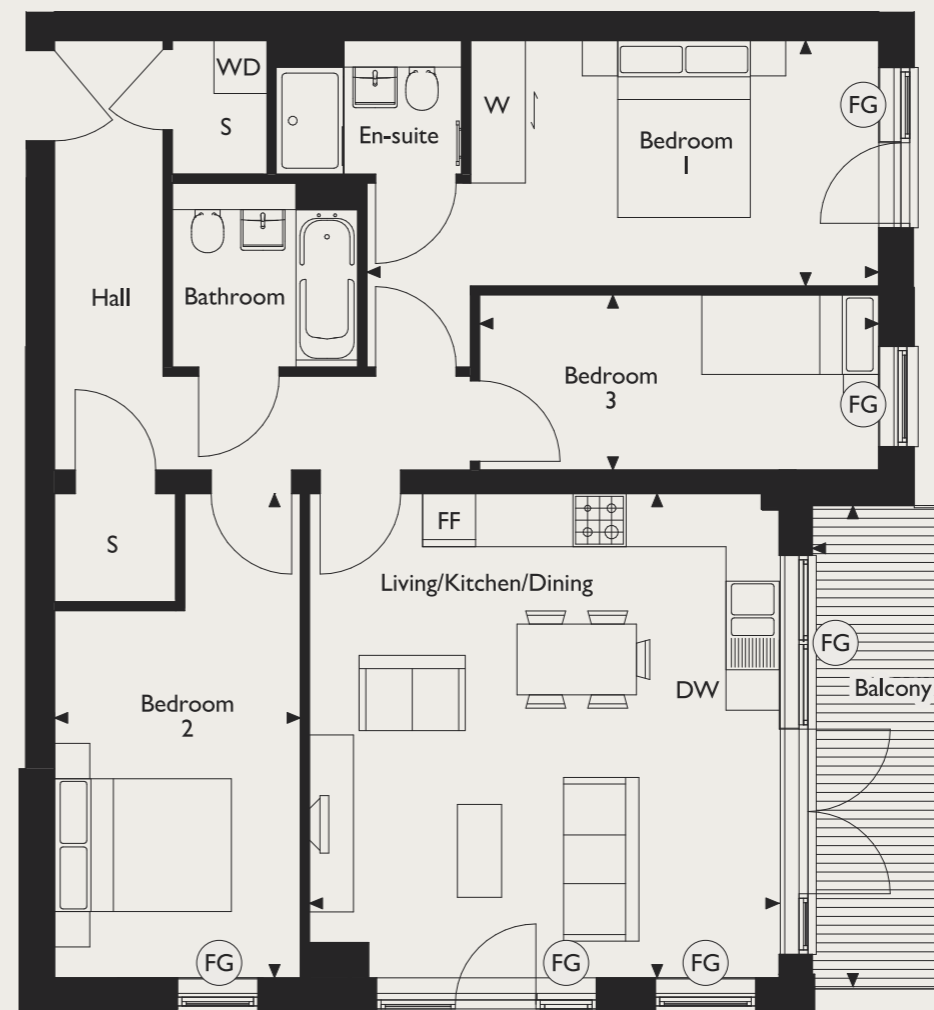 WD
S
En-suite
W
Bedroom
1
FG
Hall
Bathroom
Bedroom
3
FG
S
FF
Living/Kitchen/Dining
FG
DW
Balcony
Bedroom
2
FG
FG
FG